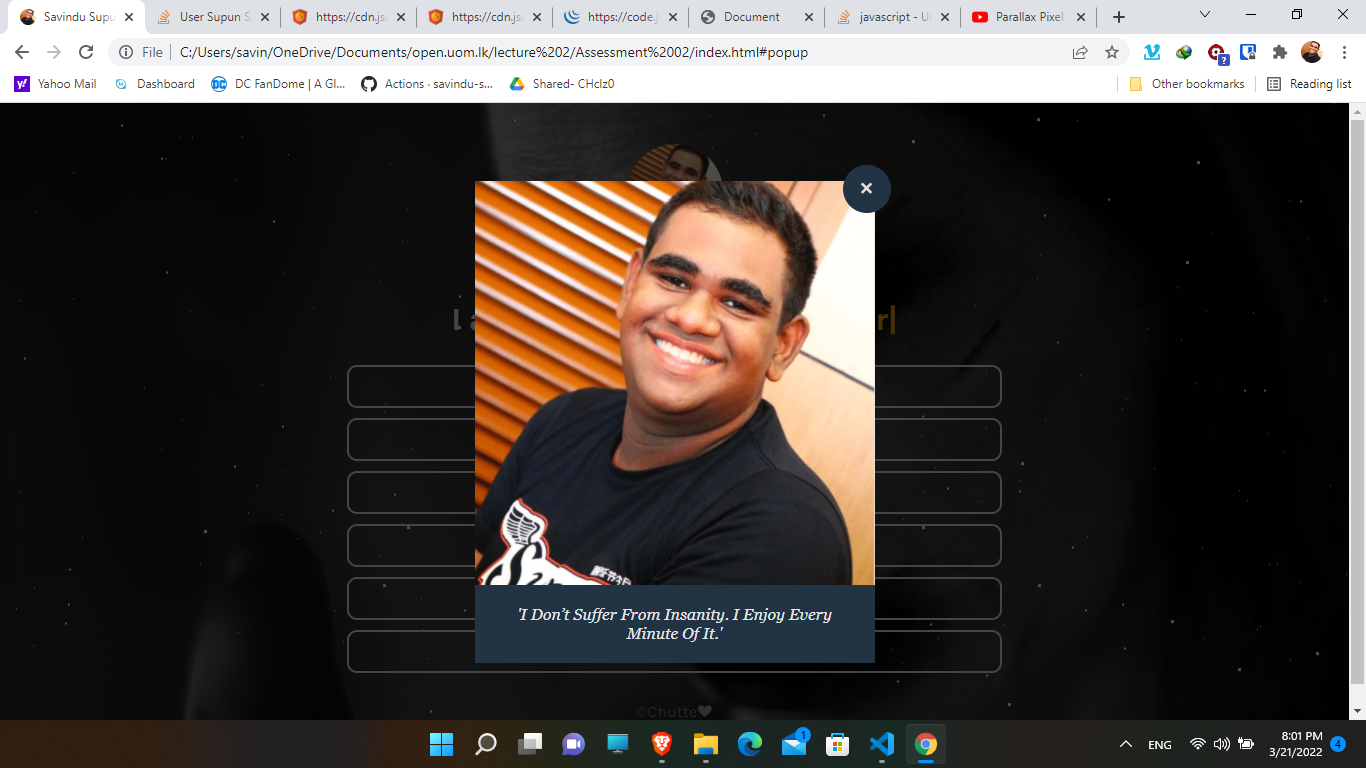 Savindu Supu
User Supun S
https://cdn.js
https://cdn.js
https://code.j
Document
javascript - U
Parallax Pixel
File
C:/Users/savin/OneDrive/Documents/open.uom.lk/lecture%202/Assessment%2002/index.html#popup
?
Yahoo Mail
Dashboard
DC FanDome | A Gl...
Actions · savindu-s...
Shared- CHclz0
Other bookmarks
Reading list
r|
'I Don’t Suffer From Insanity. I Enjoy Every
Minute Of It.'
©Chutte🖤
1
ENG
8:01 PM
3/21/2022
4